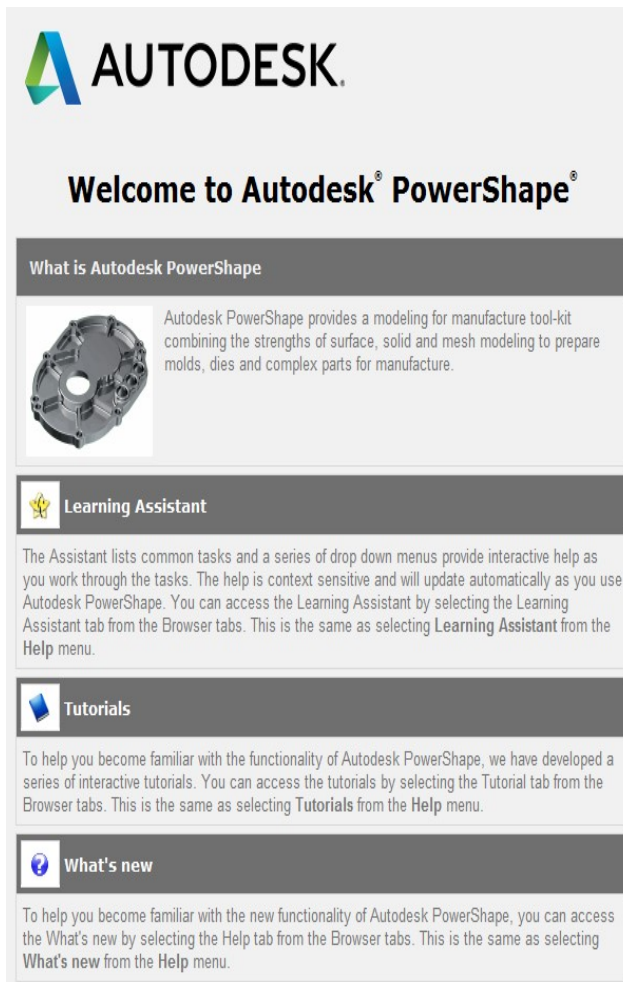 AUTODESK.
Welcome to Autodesk® PowerShape®
What is Autodesk PowerShape
Autodesk PowerShape provides a modeling for manufacture tool-kit
combining the strengths of surface, solid and mesh modeling to prepare
molds, dies and complex parts for manufacture.
Learning Assistant
The Assistant lists common tasks and a series of drop down menus provide interactive help as
you work through the tasks. The help is context sensitive and will update automatically as you use
Autodesk PowerShape. You can access the Learning Assistant by selecting the Learning
Assistant tab from the Browser tabs. This is the same as selecting Learning Assistant from the
Help menu.
Tutorials
To help you become familiar with the functionality of Autodesk PowerShape, we have developed a
series of interactive tutorials. You can access the tutorials by selecting the Tutorial tab from the
Browser tabs. This is the same as selecting Tutorials from the Help menu.
What's new
To help you become familiar with the new functionality of Autodesk PowerShape, you can access
the What's new by selecting the Help tab from the Browser tabs. This is the same as selecting
What's new from the Help menu.